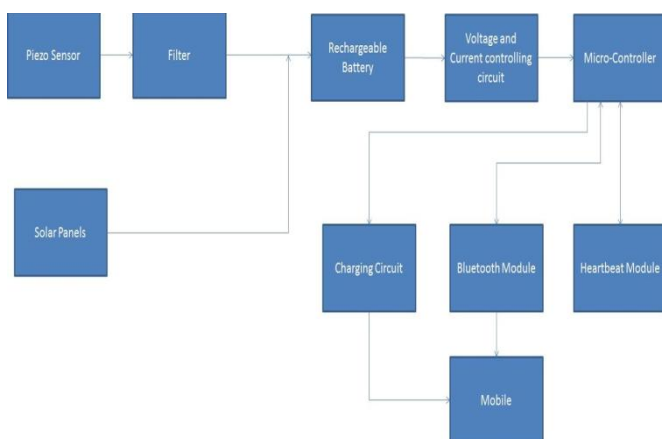 Piezo Sensor
Filter
Rechargeable
Battery
Voltage and
Current controlling
circuit
Micro-Controller
Solar Panels
Charging Circuit
Bluetooth Module
Heartbeat Module
Mobile